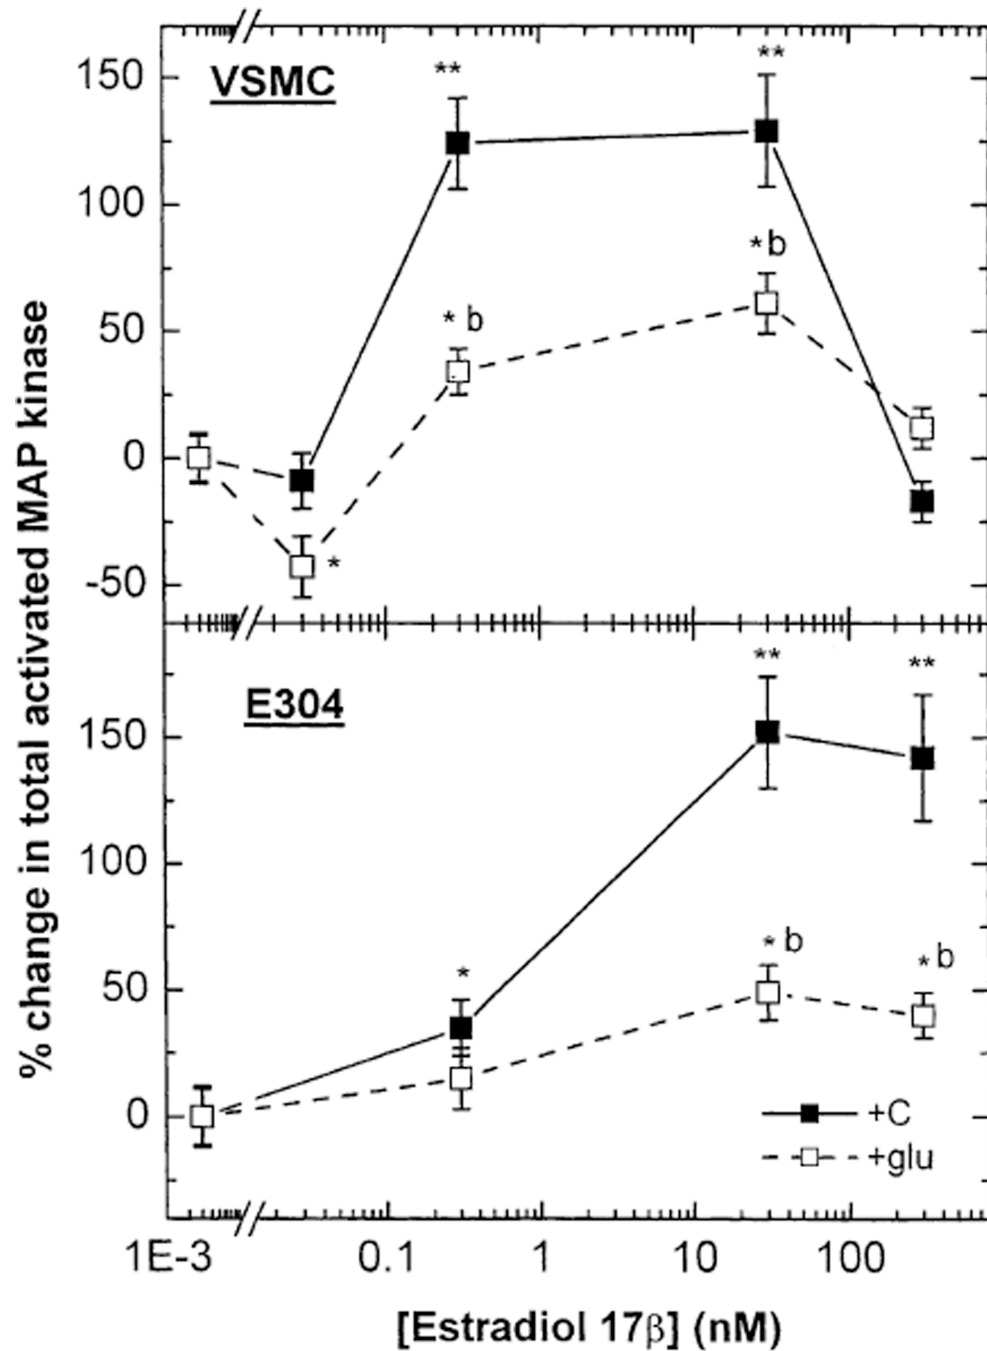 % change in total activated MAP kinase
VSMC
150
100
50
0
-50
**
**
* b
* b
*
E304
150
100
50
0
**
**
*
* b
* b
+C
+glu
1E-3 0.1 1 10 100
[Estradiol 17β] (nM)